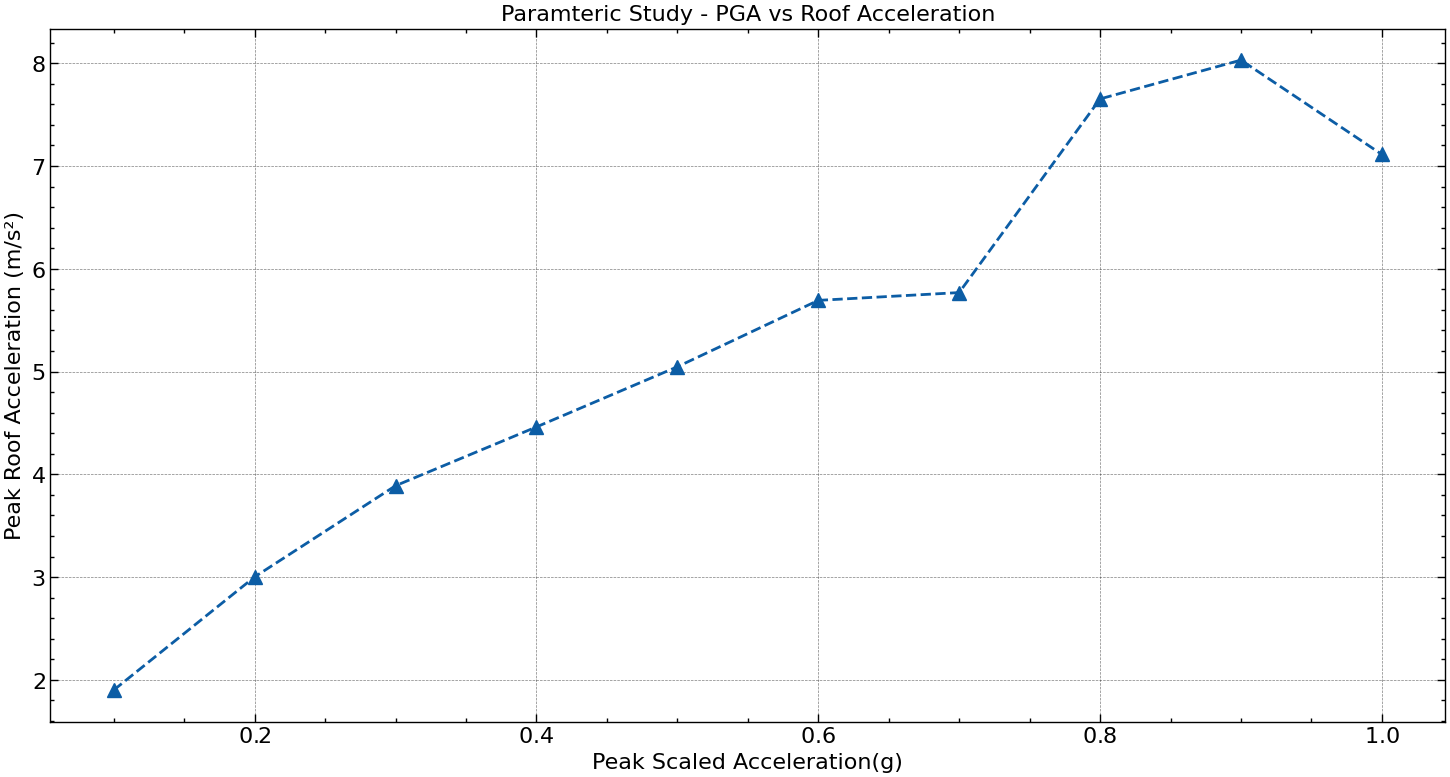 Paramteric Study - PGA vs Roof Acceleration
8
7
6
5
4
3
2
Peak Roof Acceleration (m/s²)
0.2 0.4 0.6 0.8 1.0
Peak Scaled Acceleration(g)